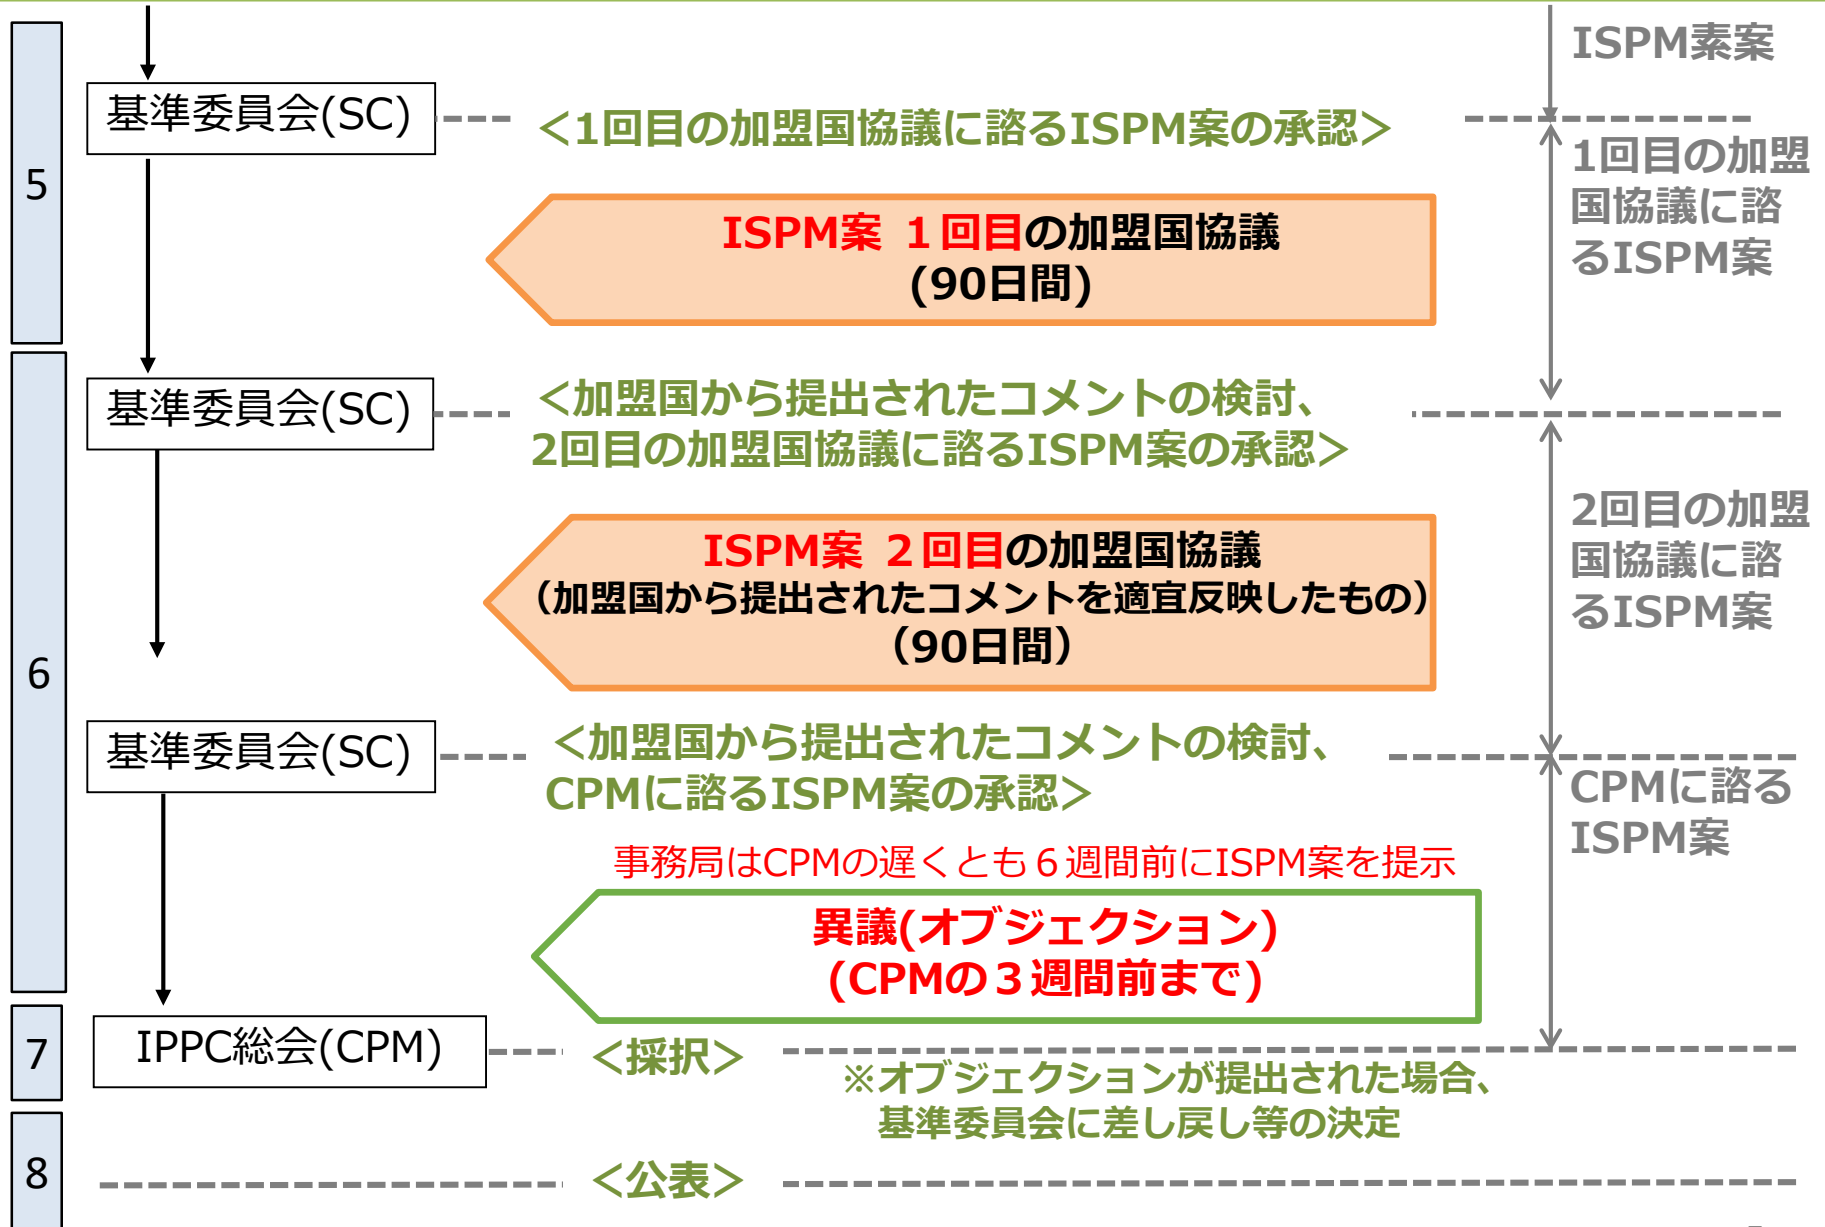 ISPM素案
5
基準委員会(SC)
＜1回目の加盟国協議に諮るISPM案の承認＞
1回目の加盟
国協議に諮
るISPM案
ISPM案 １回目の加盟国協議
(90日間)
6
基準委員会(SC)
＜加盟国から提出されたコメントの検討、
2回目の加盟国協議に諮るISPM案の承認＞
2回目の加盟
国協議に諮
るISPM案
ISPM案 ２回目の加盟国協議
（加盟国から提出されたコメントを適宜反映したもの）
（90日間）
基準委員会(SC)
＜加盟国から提出されたコメントの検討、
CPMに諮るISPM案の承認＞
CPMに諮る
ISPM案
事務局はCPMの遅くとも６週間前にISPM案を提示
異議(オブジェクション)
(CPMの３週間前まで)
7
IPPC総会(CPM)
＜採択＞
※オブジェクションが提出された場合、
基準委員会に差し戻し等の決定
8
＜公表＞